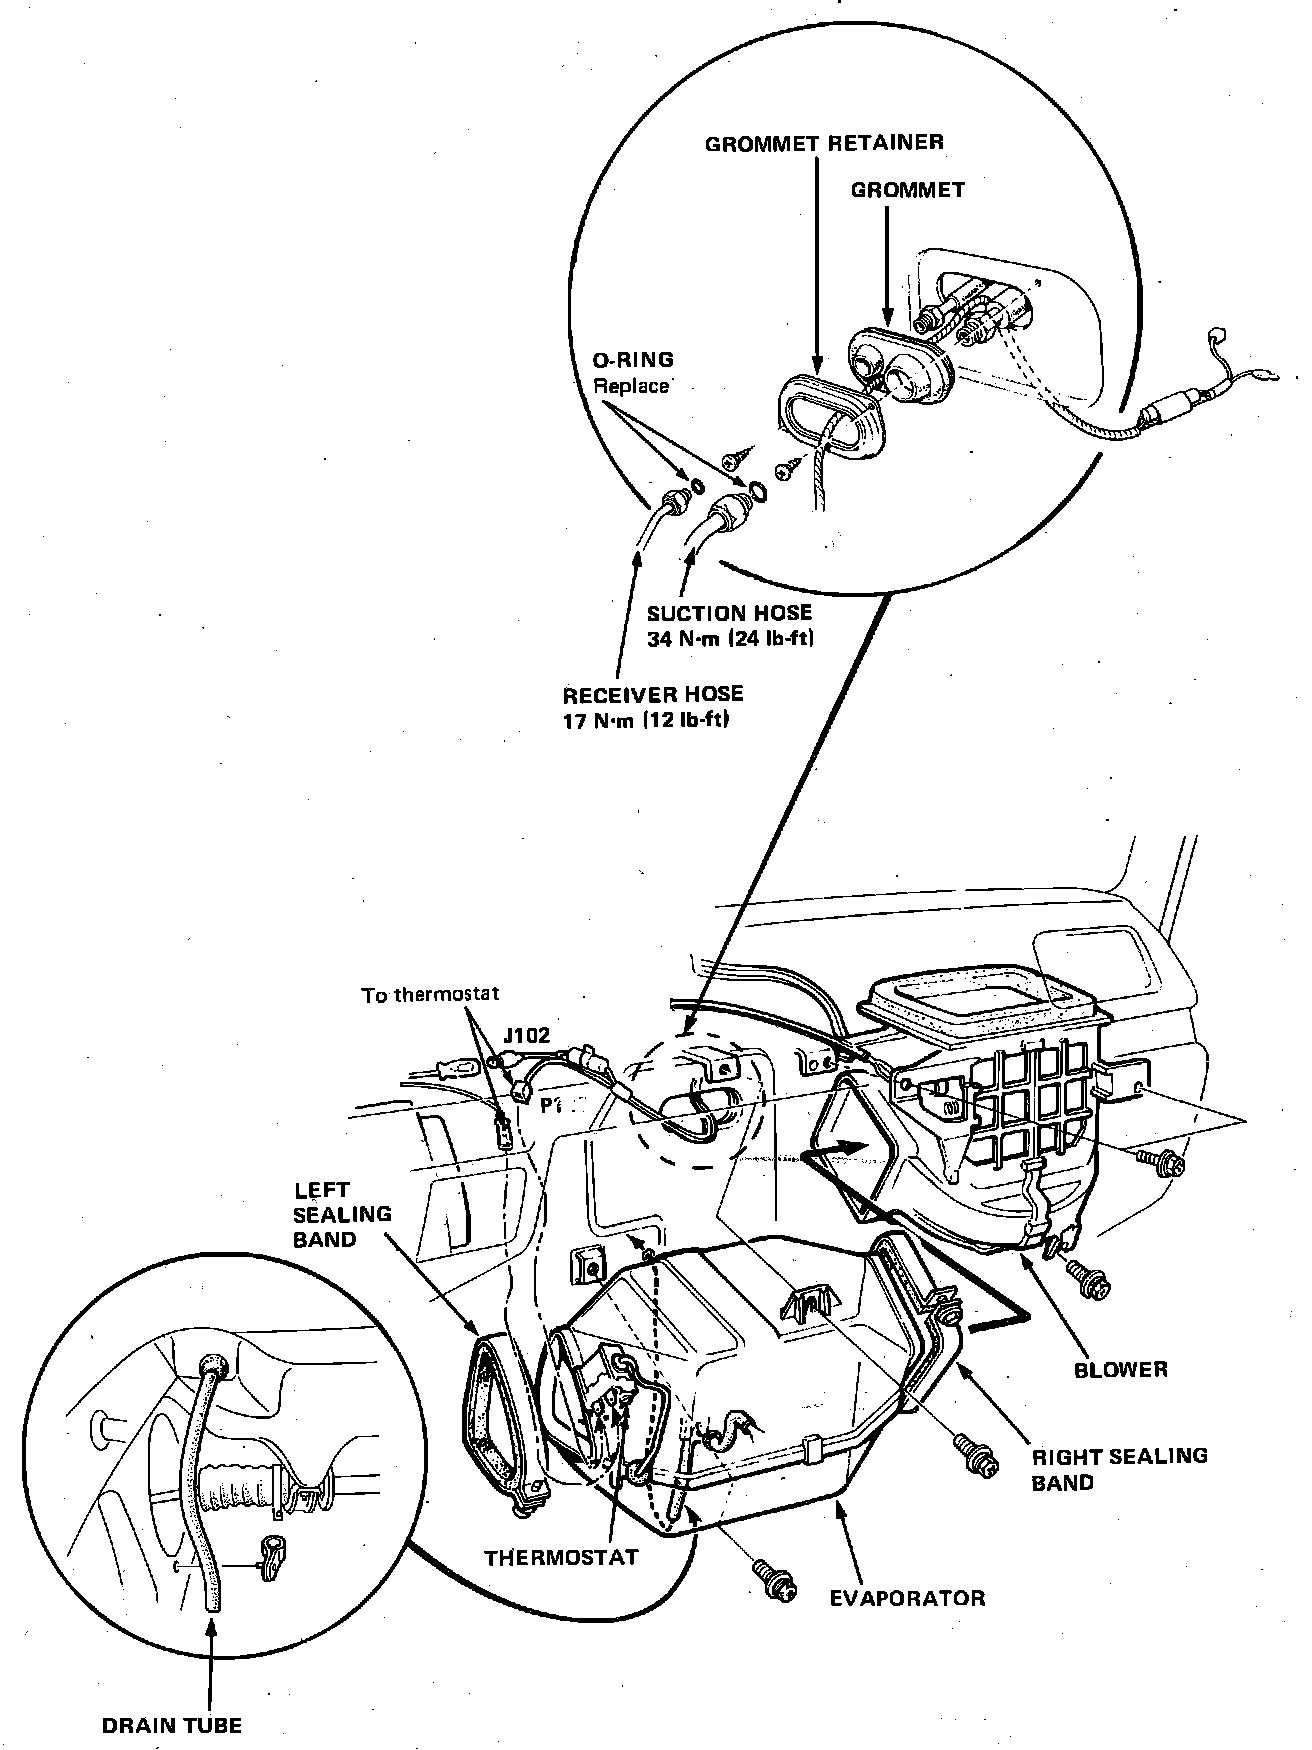 GROMMET RETAINER
GROMMET
O-RING
Replace
SUCTION HOSE
34 N·m (24 lb-ft)
RECEIVER HOSE
17 N·m (12 lb-ft)
To thermostat
J102
LEFT
SEALING
BAND
BLOWER
RIGHT SEALING
BAND
THERMOSTAT
EVAPORATOR
DRAIN TUBE